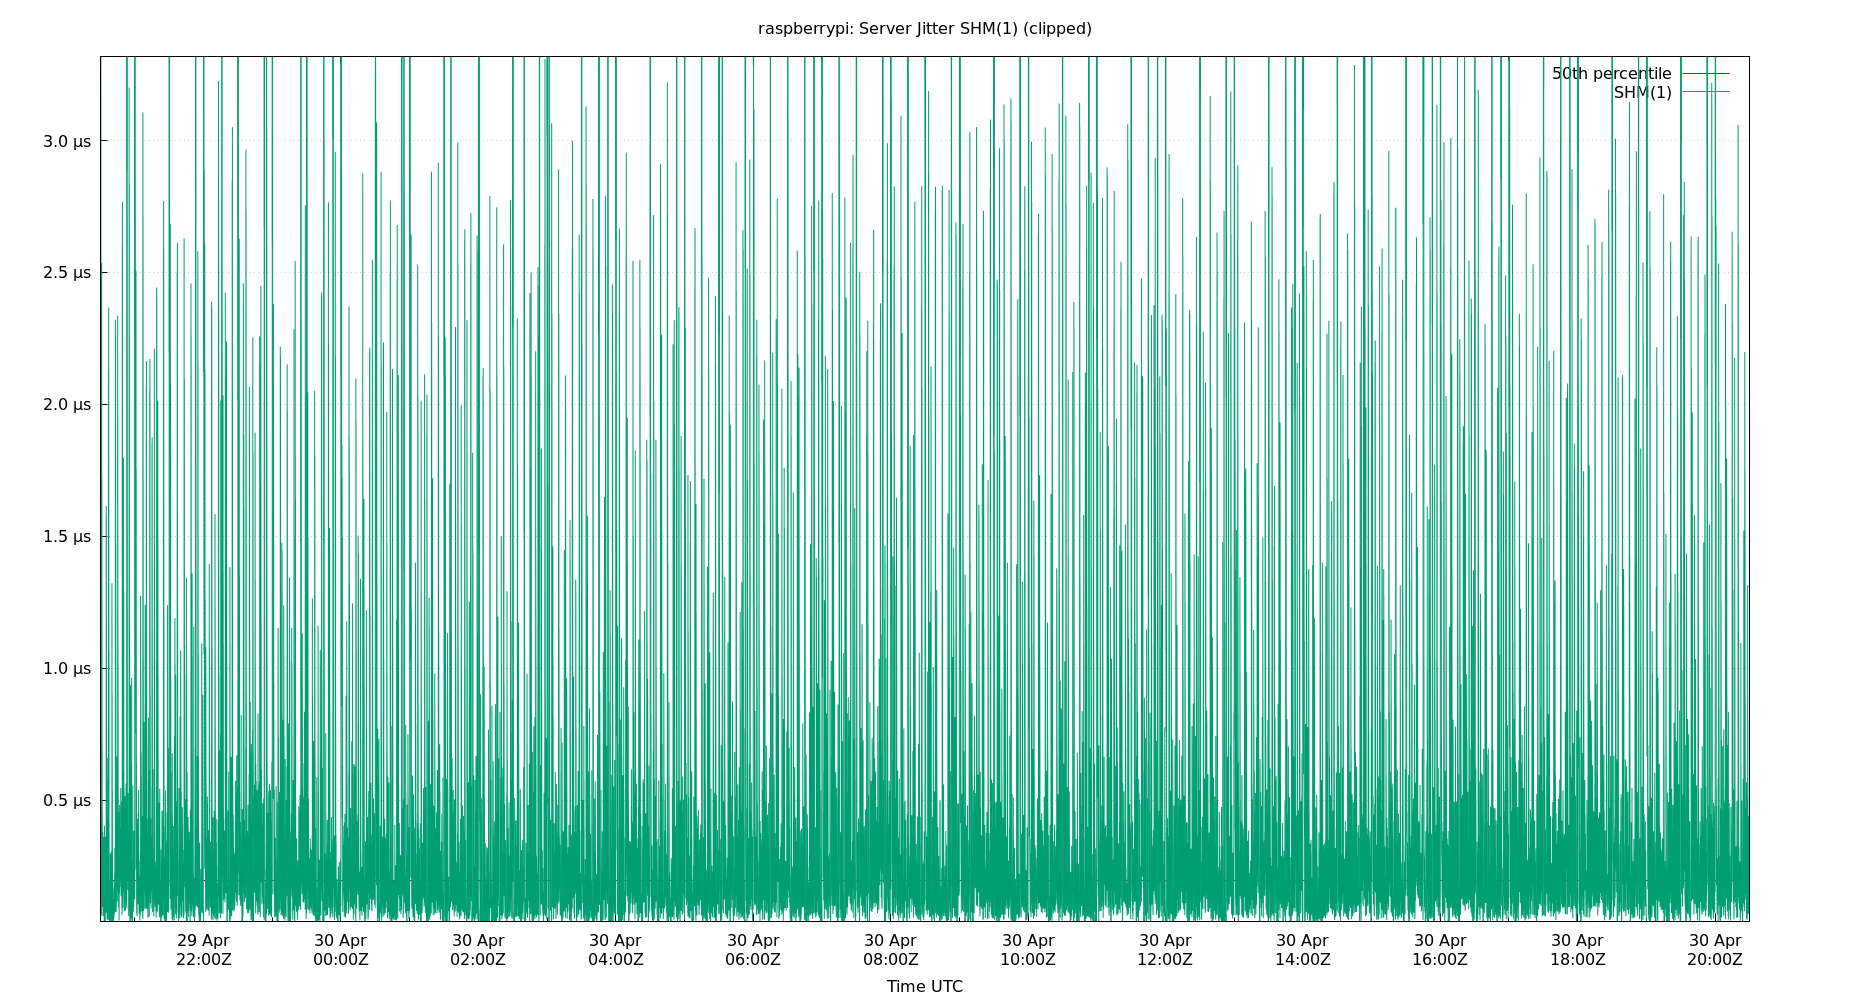 raspberrypi: Server Jitter SHM(1) (clipped)
50th percentile
SHM(1)
3.0 µs
2.5 µs
2.0 µs
1.5 µs
1.0 µs
0.5 µs
29 Apr 30 Apr 30 Apr 30 Apr 30 Apr 30 Apr 30 Apr 30 Apr 30 Apr 30 Apr 30 Apr 30 Apr
22:00Z 00:00Z 02:00Z 04:00Z 06:00Z 08:00Z 10:00Z 12:00Z 14:00Z 16:00Z 18:00Z 20:00Z
Time UTC